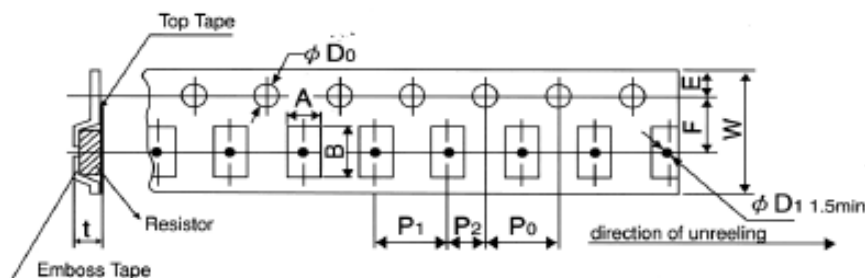 Top Tape
φ D0
A
B
E
F
W
t
Resistor
P1
P2
P0
φ D1 1.5min
direction of unreeling
Emboss Tape